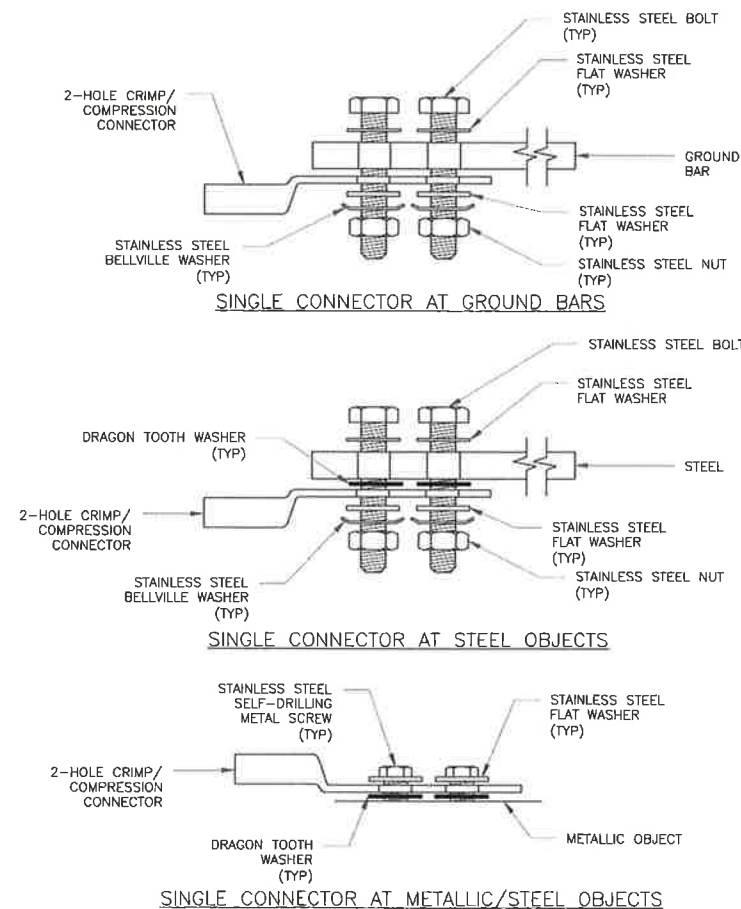 STAINLESS STEEL BOLT
(TYP)
STAINLESS STEEL
FLAT WASHER
(TYP)
2-HOLE CRIMP/
COMPRESSION
CONNECTOR
GROUND
BAR
STAINLESS STEEL
FLAT WASHER
(TYP)
STAINLESS STEEL
BELLVILLE WASHER
(TYP)
STAINLESS STEEL NUT
(TYP)
SINGLE CONNECTOR AT GROUND BARS
STAINLESS STEEL BOLT
STAINLESS STEEL
FLAT WASHER
DRAGON TOOTH WASHER
(TYP)
STEEL
2-HOLE CRIMP/
COMPRESSION
CONNECTOR
STAINLESS STEEL
FLAT WASHER
(TYP)
STAINLESS STEEL
BELLVILLE WASHER
(TYP)
STAINLESS STEEL NUT
(TYP)
SINGLE CONNECTOR AT STEEL OBJECTS
STAINLESS STEEL
SELF-DRILLING
METAL SCREW
(TYP)
STAINLESS STEEL
FLAT WASHER
(TYP)
2-HOLE CRIMP/
COMPRESSION
CONNECTOR
DRAGON TOOTH
WASHER
(TYP)
METALLIC OBJECT
SINGLE CONNECTOR AT METALLIC/STEEL OBJECTS